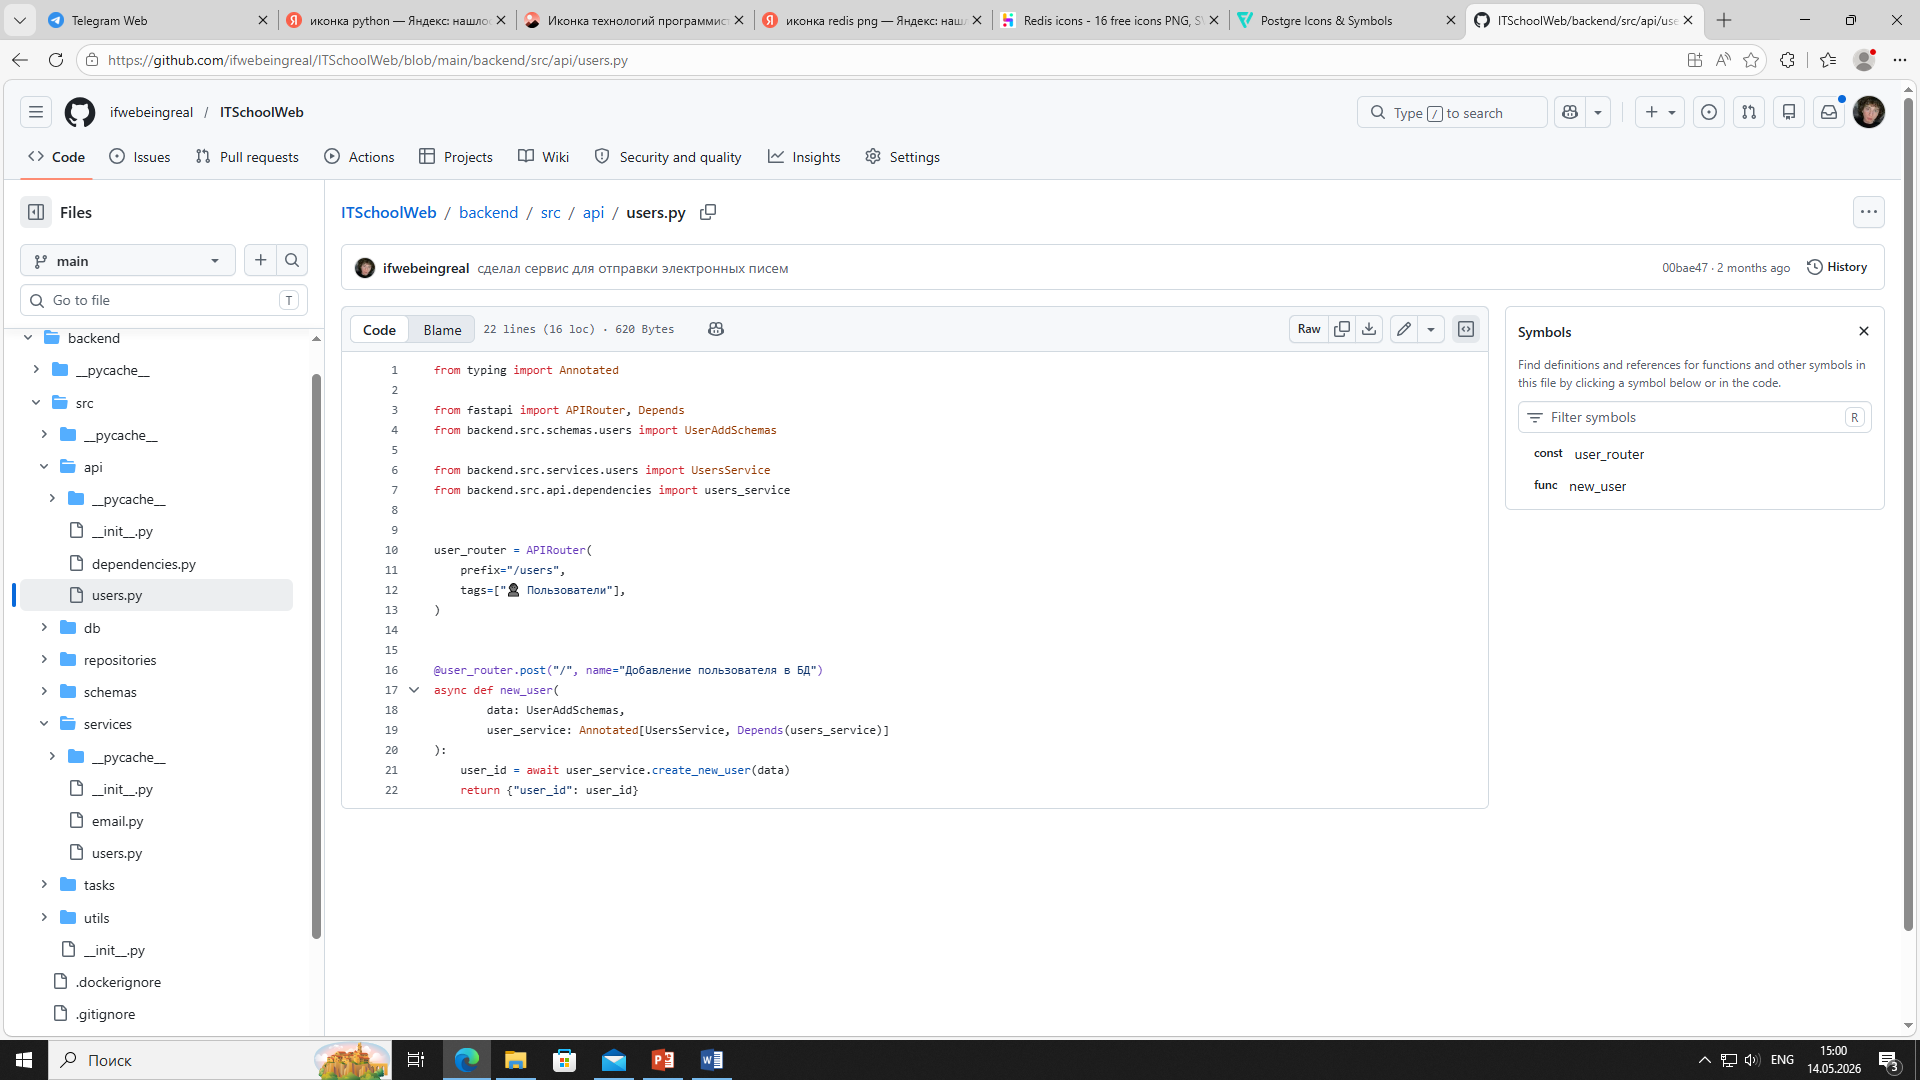 Telegram Web
иконка python — Яндекс: нашлос
Иконка технологий программист
иконка redis png — Яндекс: наш
Redis icons - 16 free icons PNG, SV
Postgre Icons & Symbols
ITSchoolWeb/backend/src/api/use
https://github.com/ifwebeingreal/ITSchoolWeb/blob/main/backend/src/api/users.py
ifwebeingreal / ITSchoolWeb
Type / to search
Code
Issues
Pull requests
Actions
Projects
Wiki
Security and quality
Insights
Settings
Files
main
Go to file
T
backend
__pycache__
src
__pycache__
api
__pycache__
__init__.py
dependencies.py
users.py
db
repositories
schemas
services
__pycache__
__init__.py
email.py
users.py
tasks
utils
__init__.py
.dockerignore
.gitignore
ITSchoolWeb / backend / src / api / users.py
ifwebeingreal сделал сервис для отправки электронных писем
00bae47 · 2 months ago
History
Code
Blame
22 lines (16 loc) · 620 Bytes
Raw
1 from typing import Annotated
2
3 from fastapi import APIRouter, Depends
4 from backend.src.schemas.users import UserAddSchemas
5
6 from backend.src.services.users import UsersService
7 from backend.src.api.dependencies import users_service
8
9
10 user_router = APIRouter(
11 prefix="/users",
12 tags=["🥷 Пользователи"],
13 )
14
15
16 @user_router.post("/", name="Добавление пользователя в БД")
17 async def new_user(
18 data: UserAddSchemas,
19 user_service: Annotated[UsersService, Depends(users_service)]
20 ):
21 user_id = await user_service.create_new_user(data)
22 return {"user_id": user_id}
Symbols
Find definitions and references for functions and other symbols in
this file by clicking a symbol below or in the code.
Filter symbols
R
const user_router
func new_user
Поиск
ENG
15:00
14.05.2026
3